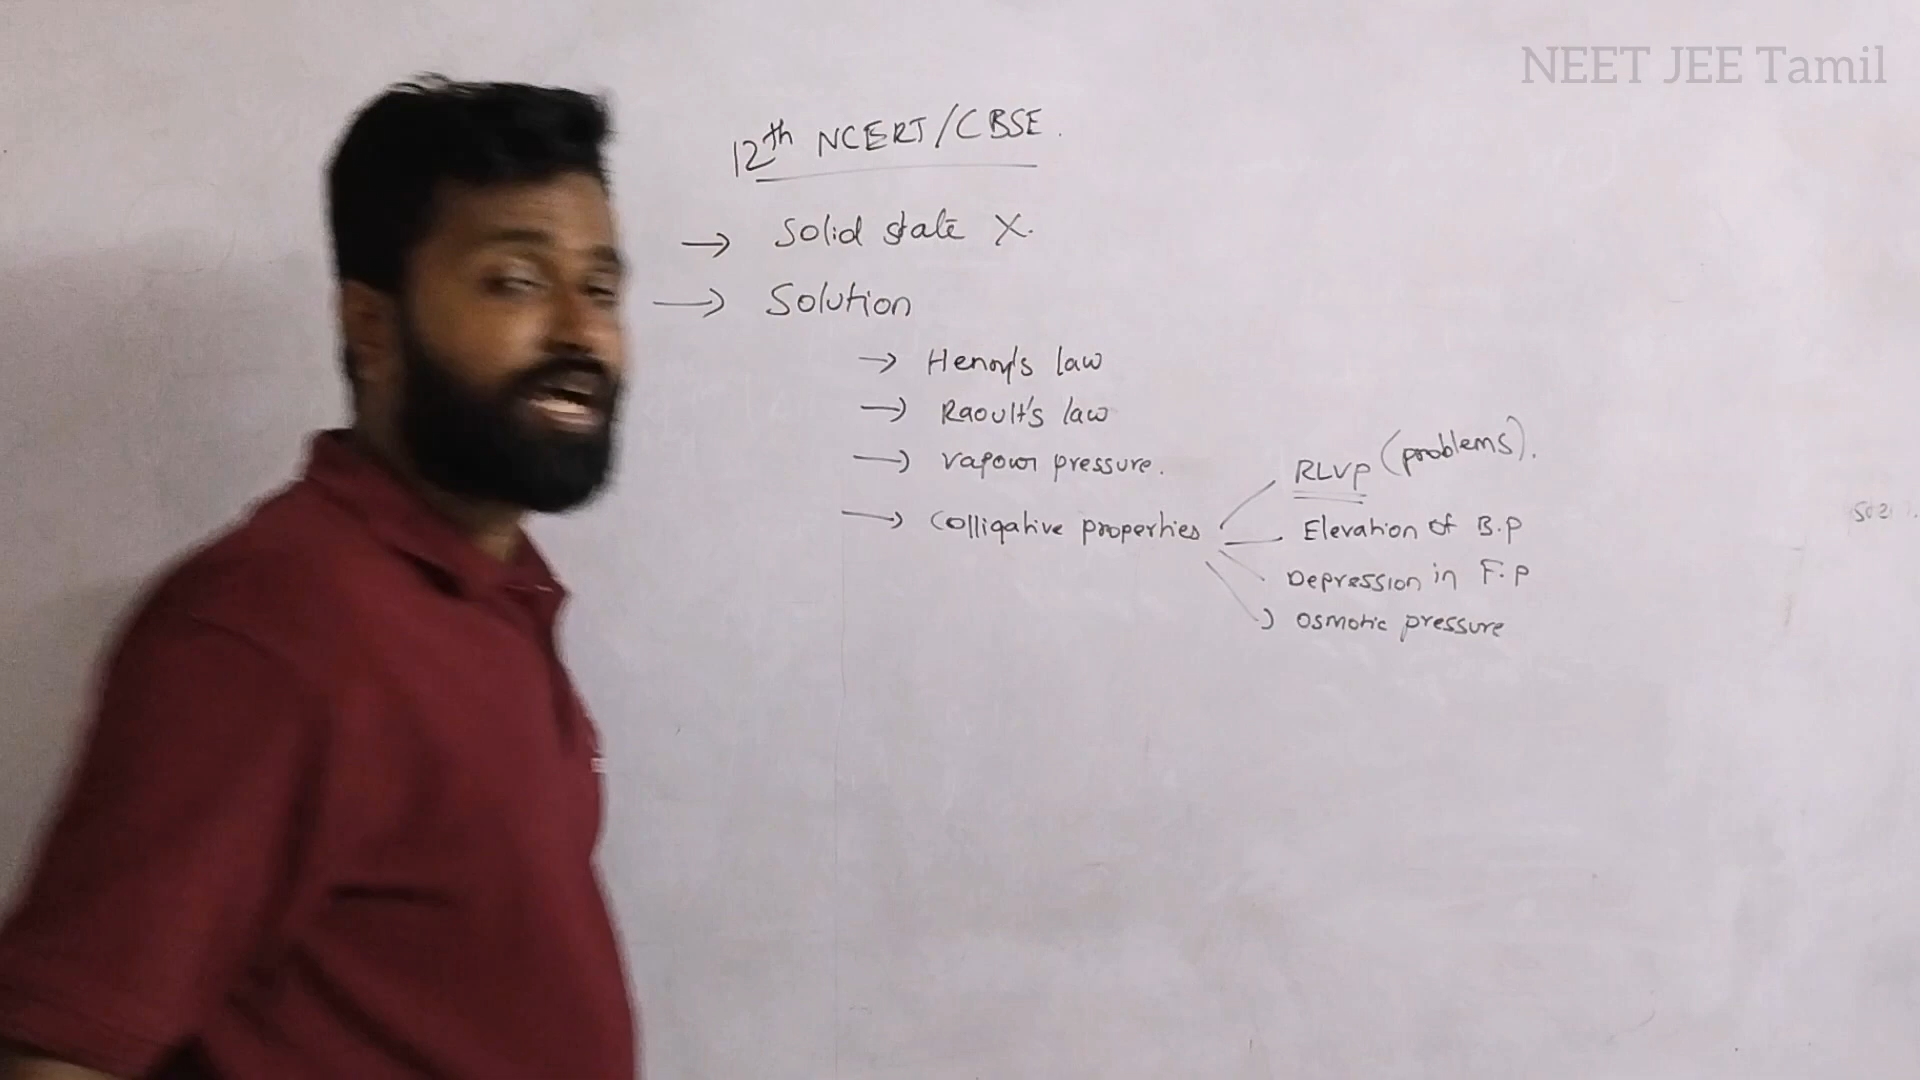 NEET JEE Tamil
12th NCERT/CBSE.
→ Solid state X.
→ Solution
→ Henry's law
→ Raoult's law
→ vapour pressure.
→ Colligative properties
RLVP (problems).
Elevation of B.P
Depression in F.P
Osmotic pressure